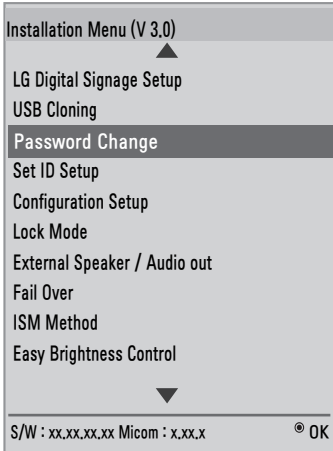 Installation Menu (V 3.0)
LG Digital Signage Setup
USB Cloning
Password Change
Set ID Setup
Configuration Setup
Lock Mode
External Speaker / Audio out
Fail Over
ISM Method
Easy Brightness Control
S/W : xx.xx.xx.xx Micom : x.xx.x OK